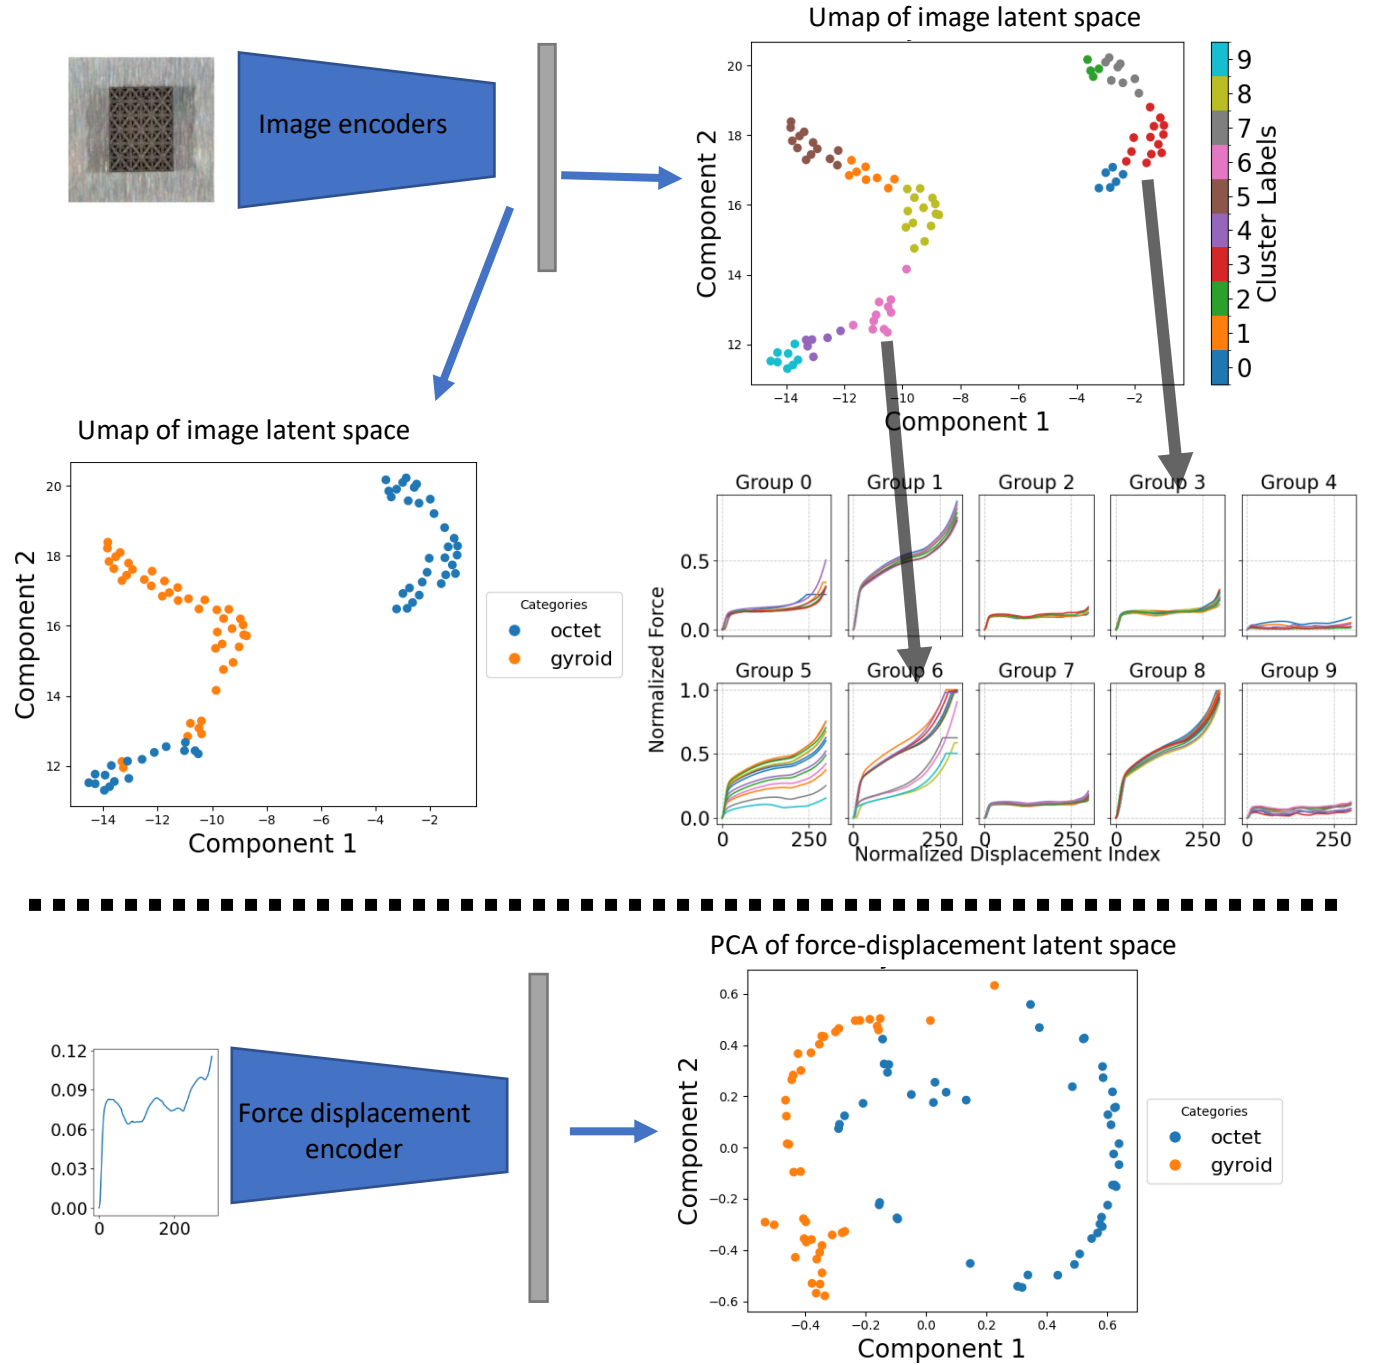 Umap of image latent space
Image encoders
20
18
16
14
12
Component 2
−14
−12
−10
−8
−6
−4
−2
Component 1
9
8
7
6
5
4
3
2
1
0
Cluster Labels
Umap of image latent space
20
18
16
14
12
Component 2
−14
−12
−10
−8
−6
−4
−2
Component 1
Categories
octet
gyroid
Group 0
Group 1
Group 2
Group 3
Group 4
0.5
0.0
Group 5
Group 6
Group 7
Group 8
Group 9
1.0
0.5
0.0
Normalized Force
0 250
0 250
0 250
0 250
0 250
Normalized Displacement Index
PCA of force-displacement latent space
0.12
0.09
0.06
0.03
0.00
0
200
Force displacement
encoder
0.6
0.4
0.2
0.0
−0.2
−0.4
−0.6
Component 2
−0.4
−0.2
0.0
0.2
0.4
0.6
Component 1
Categories
octet
gyroid